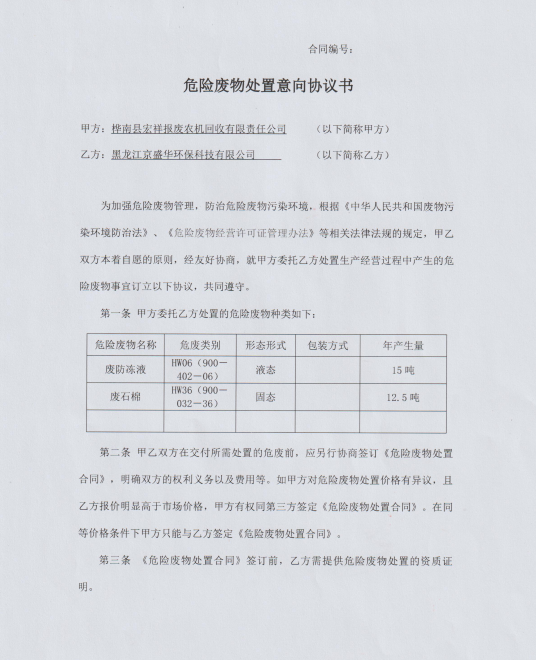 合同编号：
危险废物处置意向协议书
甲方：桦南县宏祥报废农机回收有限责任公司 （以下简称甲方）
乙方：黑龙江京盛华环保科技有限公司 （以下简称乙方）
为加强危险废物管理，防治危险废物污染环境，根据《中华人民共和国废物污
染环境防治法》、《危险废物经营许可证管理办法》等相关法律法规的规定，甲乙
双方本着自愿的原则，经友好协商，就甲方委托乙方处置生产经营过程中产生的危
险废物事宜订立以下协议，共同遵守。
第一条 甲方委托乙方处置的危险废物种类如下：
危险废物名称 危废类别 形态形式 包装方式 年产生量
废防冻液 HW06（900－402－06） 液态 15 吨
废石棉 HW36（900－032－36） 固态 12.5 吨
第二条 甲乙双方在交付所需处置的危废前，应另行协商签订《危险废物处置
合同》，明确双方的权利义务以及费用等。如甲方对危险废物处置价格有异议，且
乙方报价明显高于市场价格，甲方有权同第三方签定《危险废物处置合同》。在同
等价格条件下甲方只能与乙方签定《危险废物处置合同》。
第三条 《危险废物处置合同》签订前，乙方需提供危险废物处置的资质证
明。